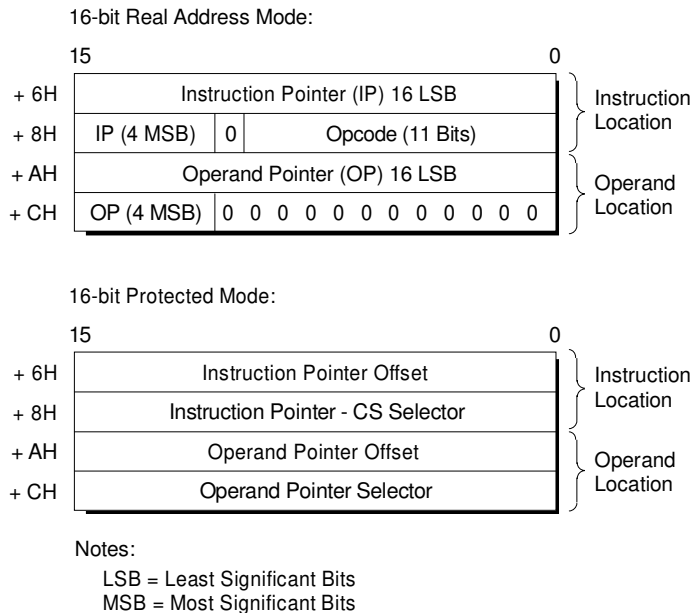 16-bit Real Address Mode:
15 0
+ 6H Instruction Pointer (IP) 16 LSB Instruction
Location
+ 8H IP (4 MSB) 0 Opcode (11 Bits)
+ AH Operand Pointer (OP) 16 LSB Operand
Location
+ CH OP (4 MSB) 0 0 0 0 0 0 0 0 0 0 0 0
16-bit Protected Mode:
15 0
+ 6H Instruction Pointer Offset Instruction
Location
+ 8H Instruction Pointer - CS Selector
+ AH Operand Pointer Offset Operand
Location
+ CH Operand Pointer Selector
Notes:
LSB = Least Significant Bits
MSB = Most Significant Bits